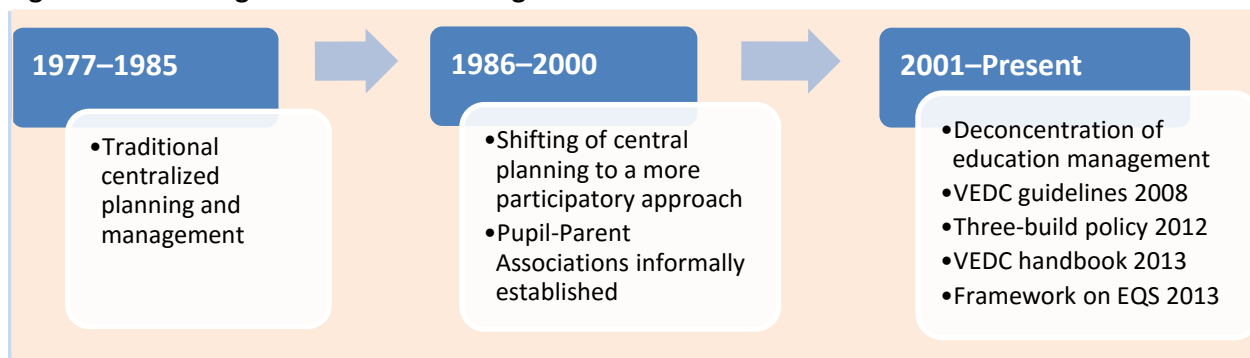 1977–1985
•Traditional
centralized
planning and
management
1986–2000
•Shifting of central
planning to a more
participatory approach
•Pupil-Parent
Associations informally
established
2001–Present
•Deconcentration of
education management
•VEDC guidelines 2008
•Three-build policy 2012
•VEDC handbook 2013
•Framework on EQS 2013